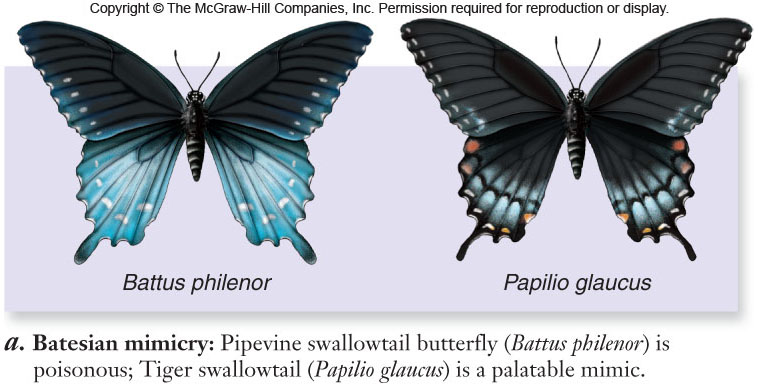 Copyright © The McGraw-Hill Companies, Inc. Permission required for reproduction or display.
Battus philenor
Papilio glaucus
a. Batesian mimicry: Pipevine swallowtail butterfly (Battus philenor) is
poisonous; Tiger swallowtail (Papilio glaucus) is a palatable mimic.